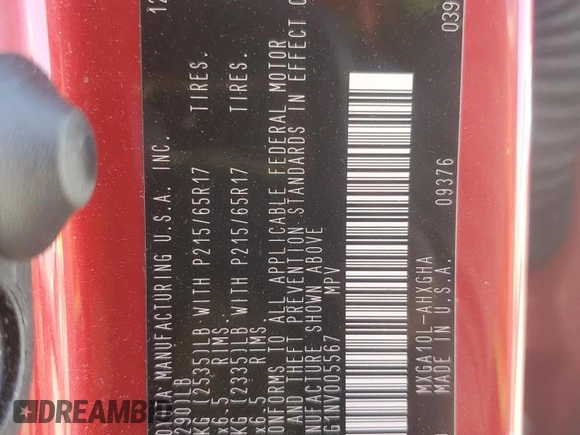 MANUFACTURING U.S.A. INC. 12
290)LB
KG (2535)LB WITH P215/65R17 TIRES.
x6.5 RIMS.
KG (2335)LB WITH P215/65R17 TIRES.
x6.5 RIMS
ONFORMS TO ALL APPLICABLE FEDERAL MOTOR
AND THEFT PREVENTION STANDARDS IN EFFECT O
NUFACTURE SHOWN ABOVE
G1NV005567 MPV
MXGA10L-AHXGHA 09376 039
MADE IN U.S.A.
DREAMBID